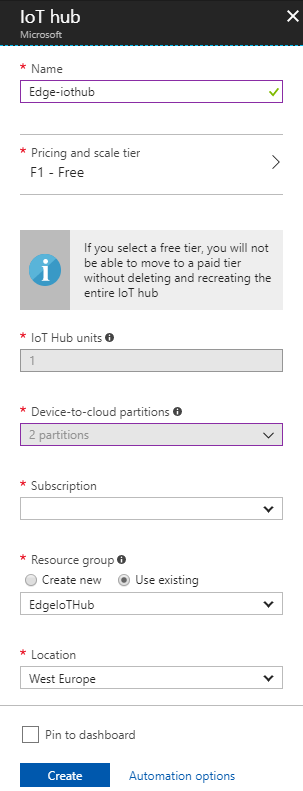 IoT hub
Microsoft
* Name
Edge-iothub
* Pricing and scale tier
F1 - Free
If you select a free tier, you will not
be able to move to a paid tier
without deleting and recreating the
entire IoT hub
* IoT Hub units
1
* Device-to-cloud partitions
2 partitions
* Subscription
* Resource group
Create new Use existing
EdgeIoTHub
* Location
West Europe
Pin to dashboard
Create Automation options